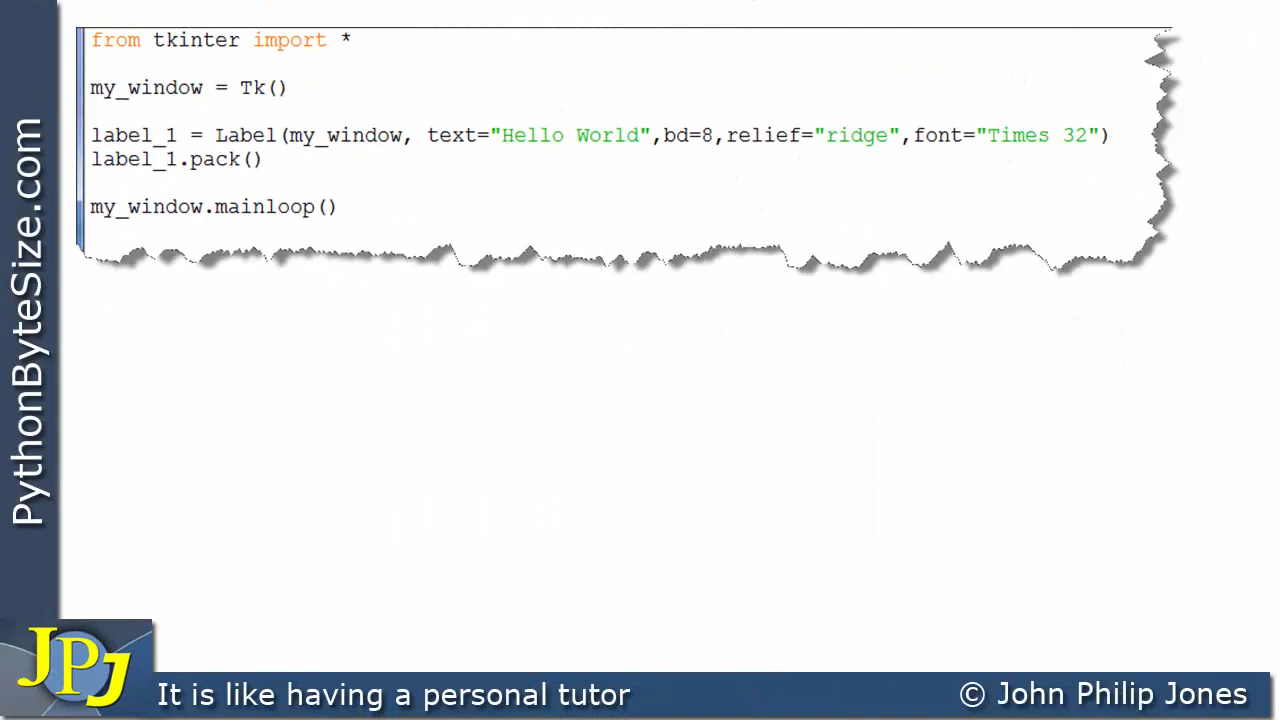 from tkinter import *
my_window = Tk()
label_1 = Label(my_window, text="Hello World",bd=8,relief="ridge",font="Times 32")
label_1.pack()
my_window.mainloop()
PythonByteSize.com
JPJ
It is like having a personal tutor
© John Philip Jones